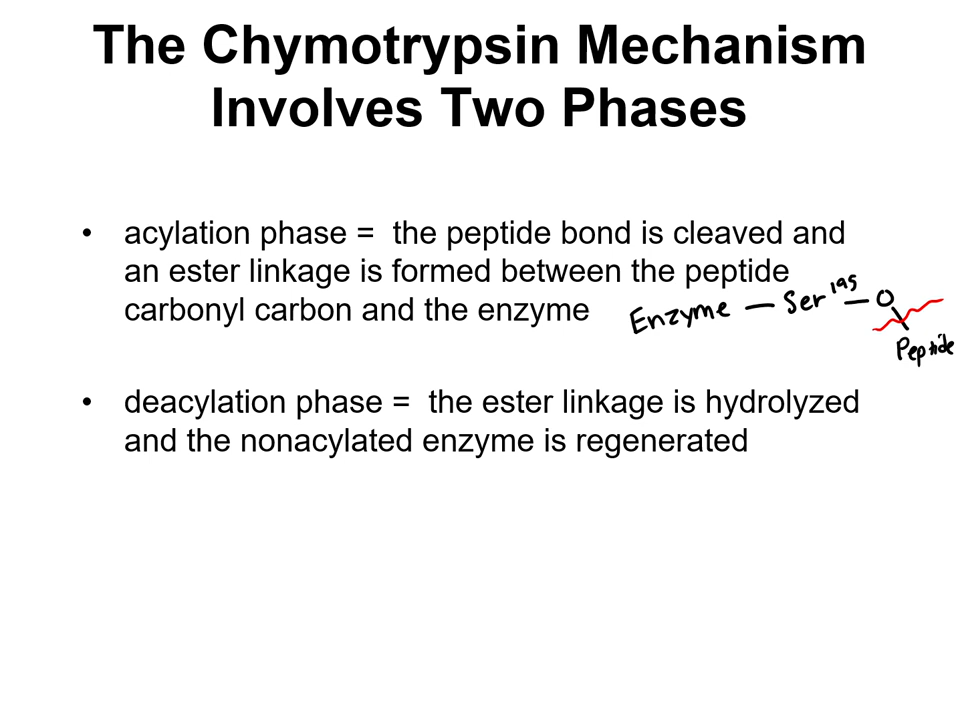 The Chymotrypsin Mechanism
Involves Two Phases
• acylation phase = the peptide bond is cleaved and
an ester linkage is formed between the peptide
carbonyl carbon and the enzyme
Enzyme — Ser¹⁹⁵ — O
Peptide
• deacylation phase = the ester linkage is hydrolyzed
and the nonacylated enzyme is regenerated